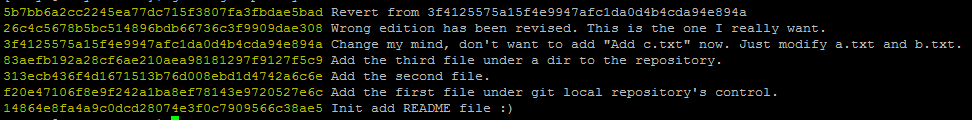 5b7bb6a2cc2245ea77dc715f3807fa3fbdae5bad Revert from 3f4125575a15f4e9947afc1da0d4b4cda94e894a
26c4c5678b5bc514896bdb66736c3f9909dae308 Wrong edition has been revised. This is the one I really want.
3f4125575a15f4e9947afc1da0d4b4cda94e894a Change my mind, don't want to add "Add c.txt" now. Just modify a.txt and b.txt.
83aefb192a28cf6ae210aea98181297f9127f5c9 Add the third file under a dir to the repository.
313ecb436f4d1671513b76d008ebd1d4742a6c6e Add the second file.
f20e47106f8e9f242a1ba8ef78143e9720527e6c Add the first file under git local repository's control.
14864e8fa4a9c0dcd28074e3f0c7909566c38ae5 Init add README file :)